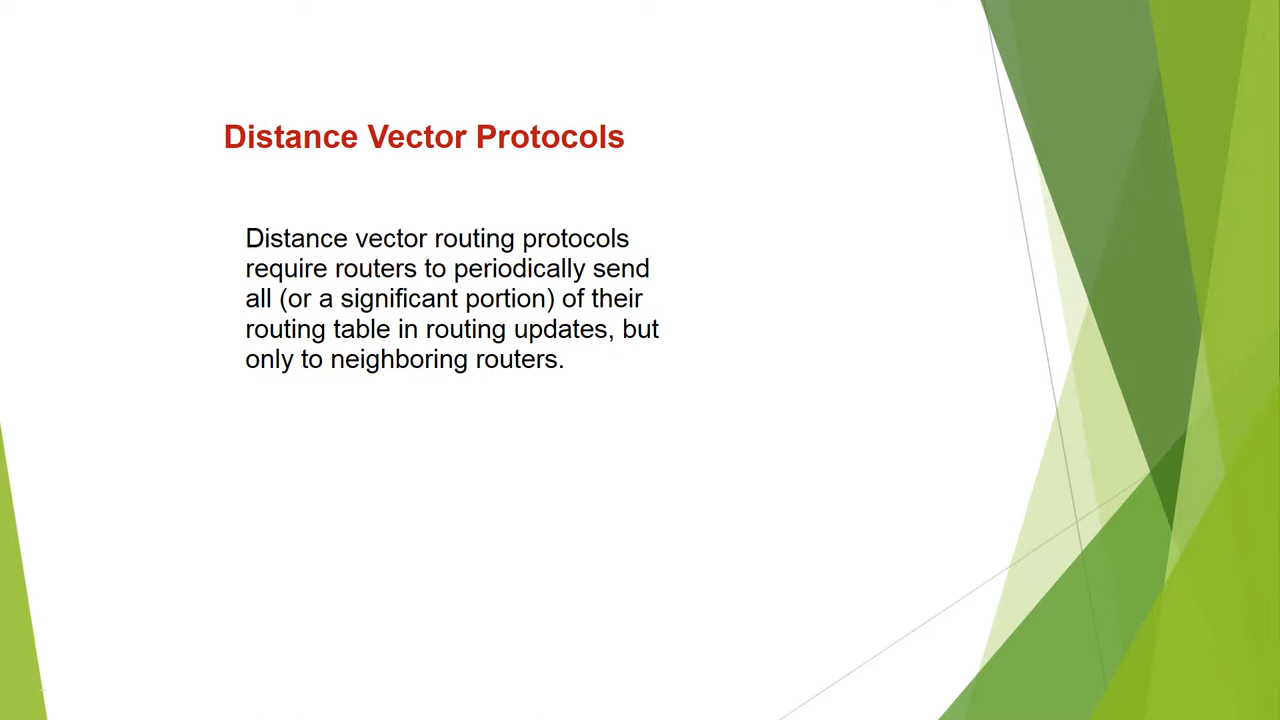 Distance Vector Protocols
Distance vector routing protocols
require routers to periodically send
all (or a significant portion) of their
routing table in routing updates, but
only to neighboring routers.